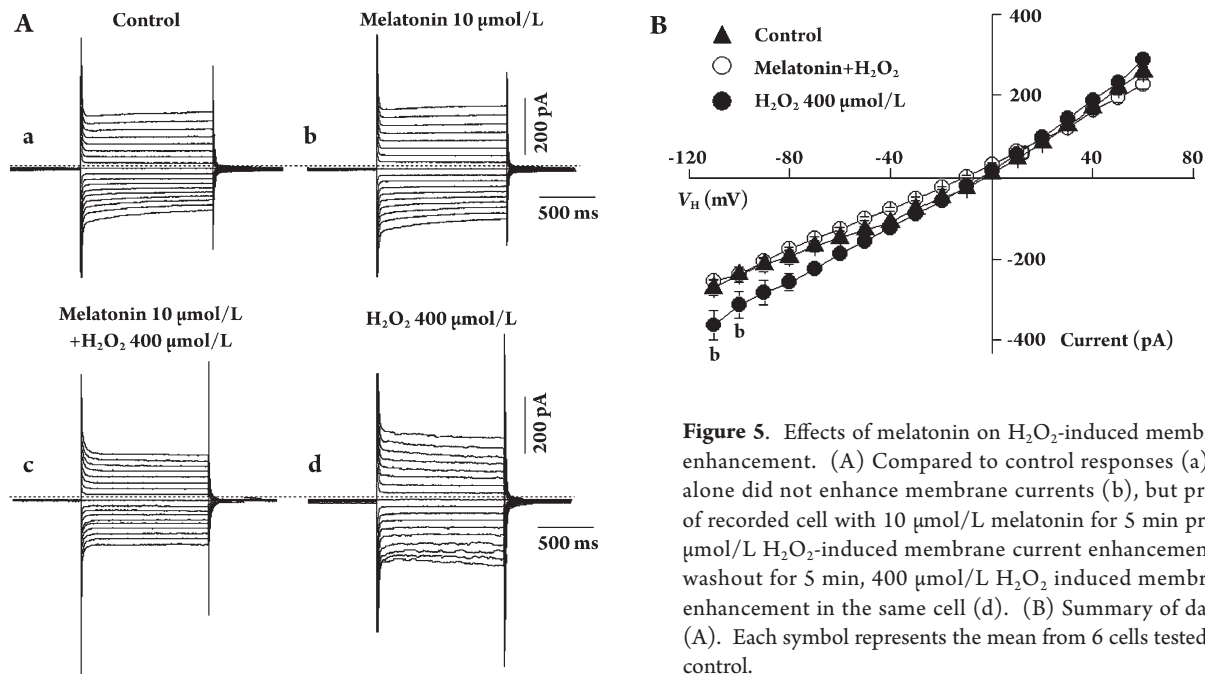 A
Control
Melatonin 10 µmol/L
a
b
200 pA
500 ms
Melatonin 10 µmol/L
+H₂O₂ 400 µmol/L
H₂O₂ 400 µmol/L
c
d
200 pA
500 ms
B
Control
Melatonin+H₂O₂
H₂O₂ 400 µmol/L
400
200
-120
-80
-40
40
80
V_H (mV)
-200
-400
b
b
Current (pA)
Figure 5. Effects of melatonin on H₂O₂-induced memb
enhancement. (A) Compared to control responses (a)
alone did not enhance membrane currents (b), but pr
of recorded cell with 10 µmol/L melatonin for 5 min pr
µmol/L H₂O₂-induced membrane current enhancemen
washout for 5 min, 400 µmol/L H₂O₂ induced membr
enhancement in the same cell (d). (B) Summary of da
(A). Each symbol represents the mean from 6 cells tested
control.